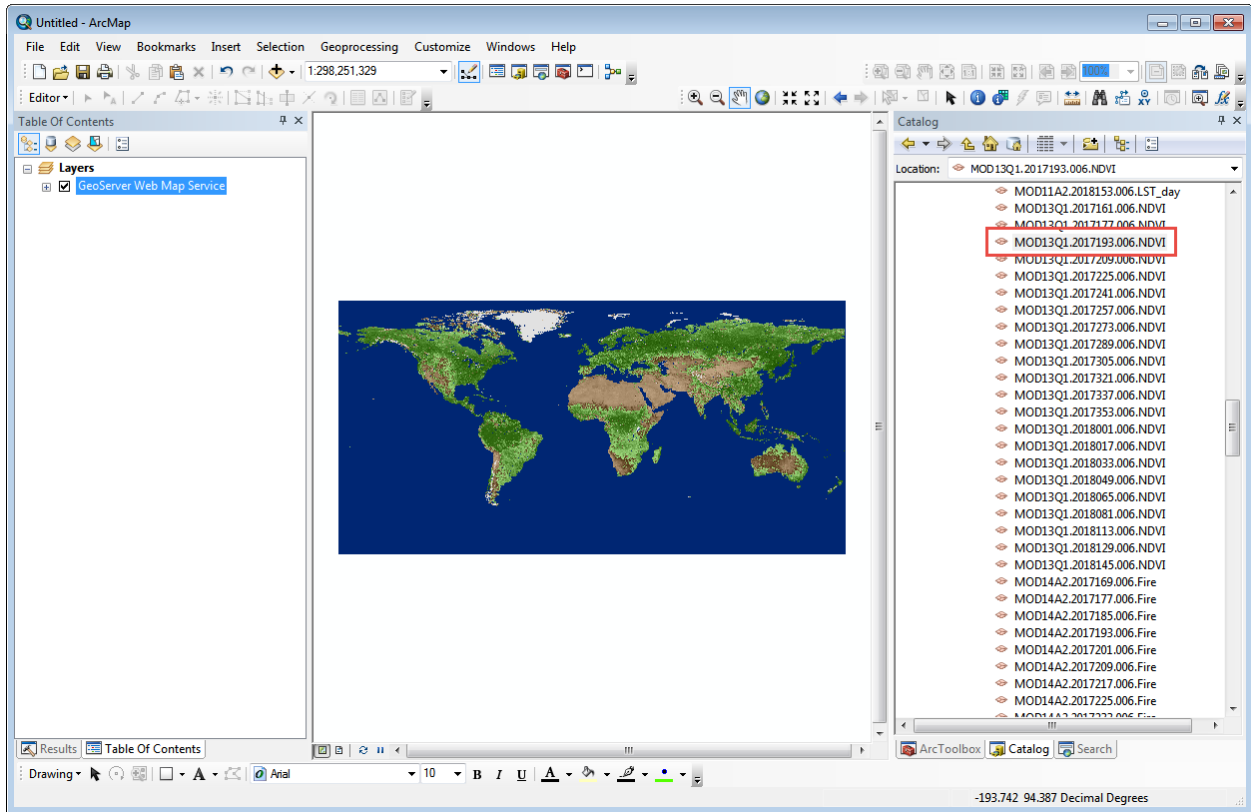 Untitled - ArcMap
File Edit View Bookmarks Insert Selection Geoprocessing Customize Windows Help
1:298,251,329
100%
Editor
Table Of Contents
Catalog
Layers
GeoServer Web Map Service
Location: MOD13Q1.2017193.006.NDVI
MOD11A2.2018153.006.LST_day
MOD13Q1.2017161.006.NDVI
MOD13Q1.2017177.006.NDVI
MOD13Q1.2017193.006.NDVI
MOD13Q1.2017209.006.NDVI
MOD13Q1.2017225.006.NDVI
MOD13Q1.2017241.006.NDVI
MOD13Q1.2017257.006.NDVI
MOD13Q1.2017273.006.NDVI
MOD13Q1.2017289.006.NDVI
MOD13Q1.2017305.006.NDVI
MOD13Q1.2017321.006.NDVI
MOD13Q1.2017337.006.NDVI
MOD13Q1.2017353.006.NDVI
MOD13Q1.2018001.006.NDVI
MOD13Q1.2018017.006.NDVI
MOD13Q1.2018033.006.NDVI
MOD13Q1.2018049.006.NDVI
MOD13Q1.2018065.006.NDVI
MOD13Q1.2018081.006.NDVI
MOD13Q1.2018113.006.NDVI
MOD13Q1.2018129.006.NDVI
MOD13Q1.2018145.006.NDVI
MOD14A2.2017169.006.Fire
MOD14A2.2017177.006.Fire
MOD14A2.2017185.006.Fire
MOD14A2.2017193.006.Fire
MOD14A2.2017201.006.Fire
MOD14A2.2017209.006.Fire
MOD14A2.2017217.006.Fire
MOD14A2.2017225.006.Fire
Results Table Of Contents
ArcToolbox Catalog Search
Drawing A Arial 10 B I U A
-193.742 94.387 Decimal Degrees